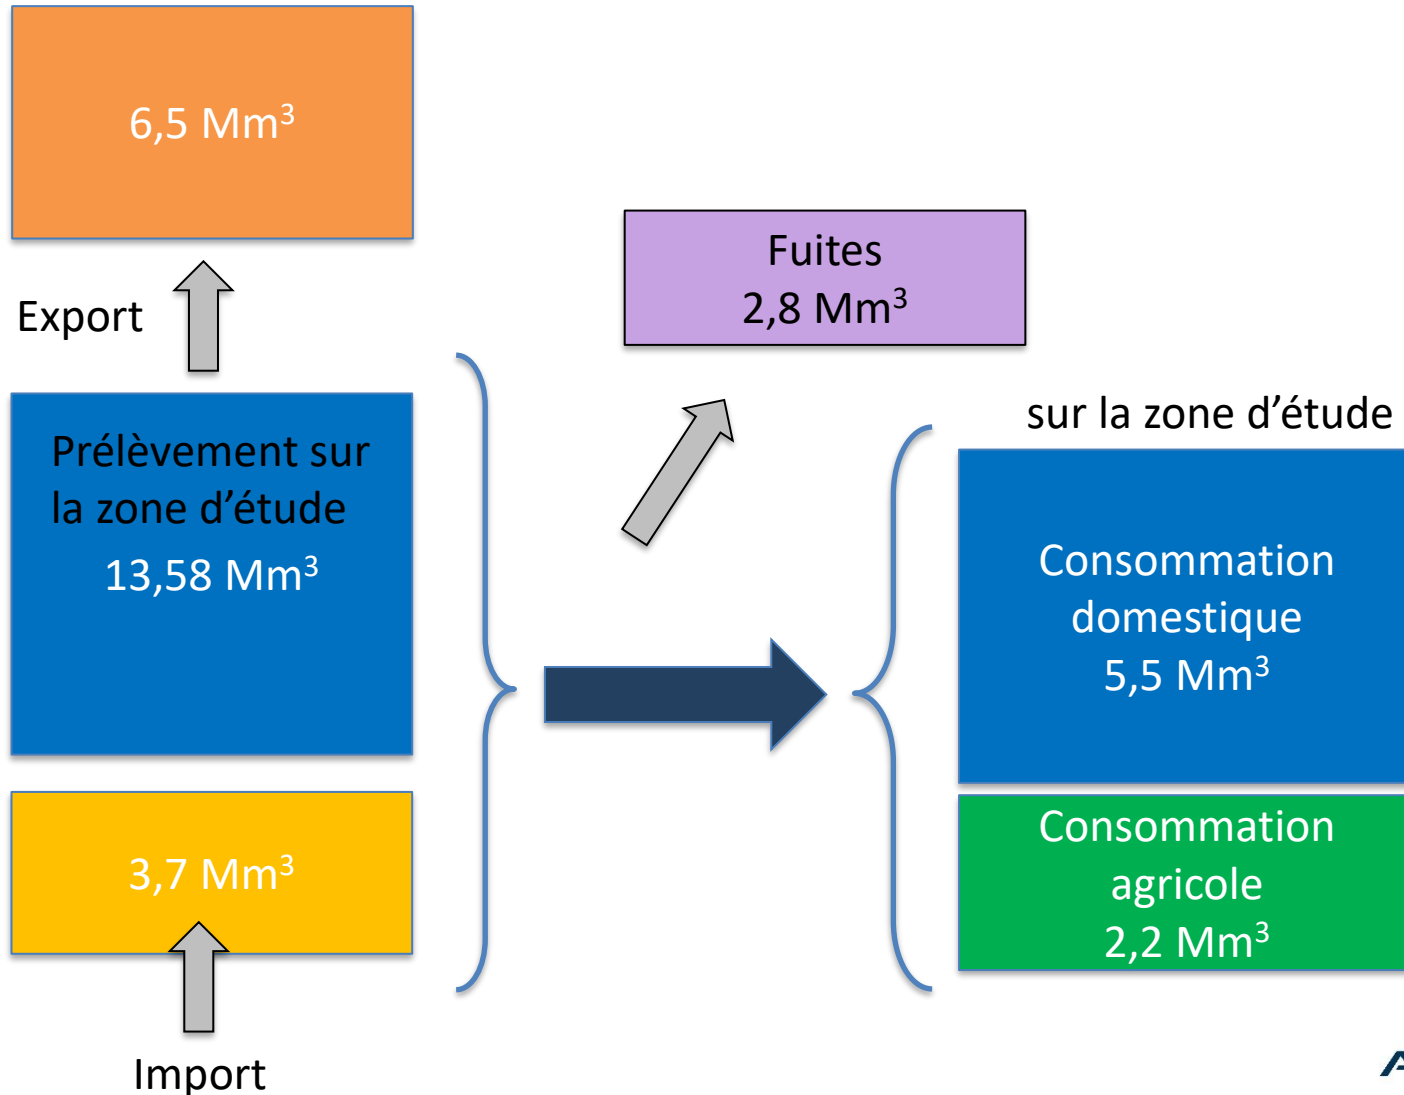 6,5 Mm³
Export
Prélèvement sur
la zone d’étude
13,58 Mm³
3,7 Mm³
Import
Fuites
2,8 Mm³
sur la zone d’étude
Consommation
domestique
5,5 Mm³
Consommation
agricole
2,2 Mm³